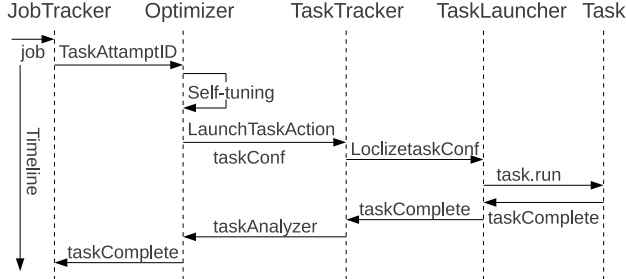 JobTracker Optimizer TaskTracker TaskLauncher Task
job TaskAttamptID
Self-tuning
LaunchTaskAction
taskConf LoclizetaskConf
Timeline
task.run
taskComplete taskComplete
taskAnalyzer
taskComplete